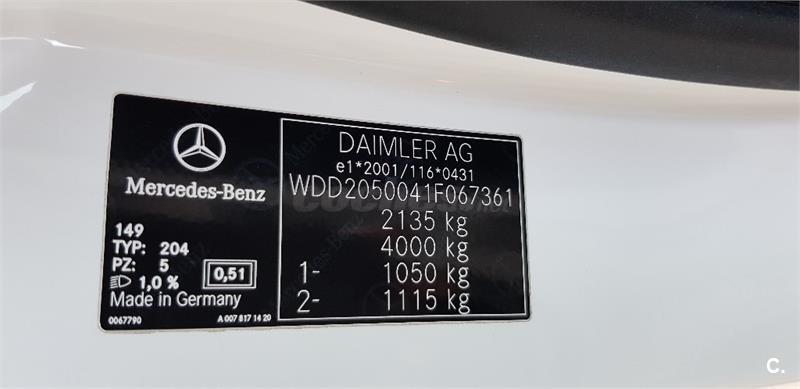 Mercedes-Benz
149
TYP: 204
PZ: 5
1,0 %
0,51
Made in Germany
0067790
A 007 817 14 20
DAIMLER AG
e1*2001/116*0431
WDD2050041F067361
2135 kg
4000 kg
1- 1050 kg
2- 1115 kg
C.